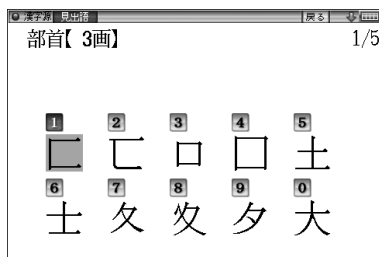 漢字源 見出語 戻る
部首【 3画】 1/5
1 2 3 4 5
匚 匸 口 囗 土
6 7 8 9 0
士 夂 夊 夕 大